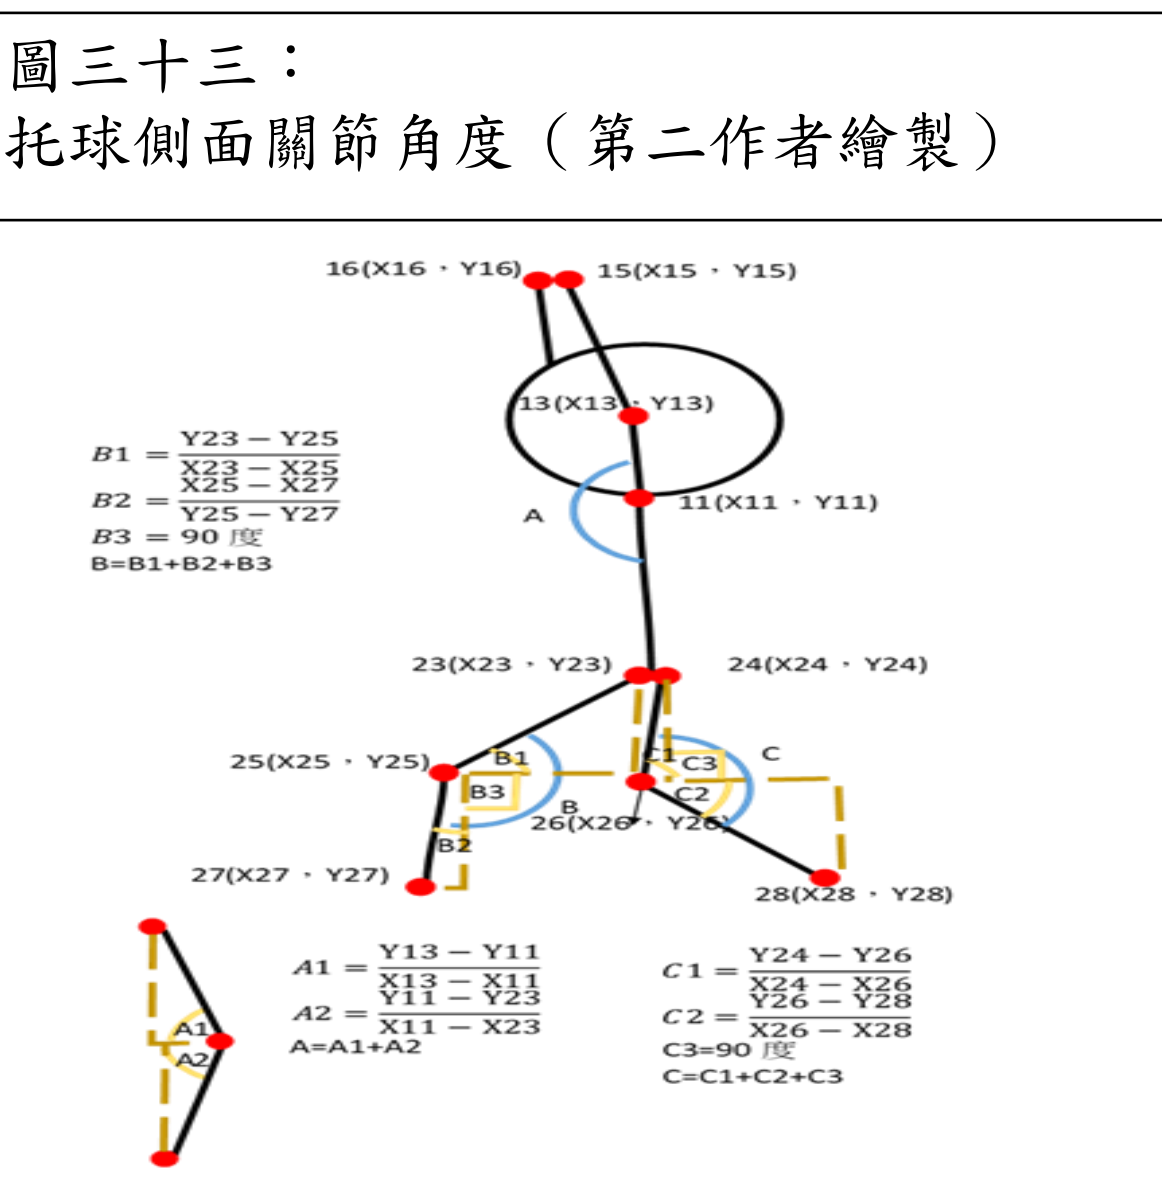 圖三十三：
托球側面關節角度（第二作者繪製）
16(X16，Y16)
15(X15，Y15)
13(X13，Y13)
B1 = Y23 − Y25 / X23 − X25
B2 = X25 − X27 / Y25 − Y27
B3 = 90 度
B=B1+B2+B3
A
11(X11，Y11)
23(X23，Y23)
24(X24，Y24)
25(X25，Y25)
B1
C1
C3
C
B3
B
C2
26(X26，Y26)
B2
27(X27，Y27)
28(X28，Y28)
A1
A2
A1 = Y13 − Y11 / X13 − X11
A2 = Y11 − Y23 / X11 − X23
A=A1+A2
C1 = Y24 − Y26 / X24 − X26
C2 = Y26 − Y28 / X26 − X28
C3=90 度
C=C1+C2+C3